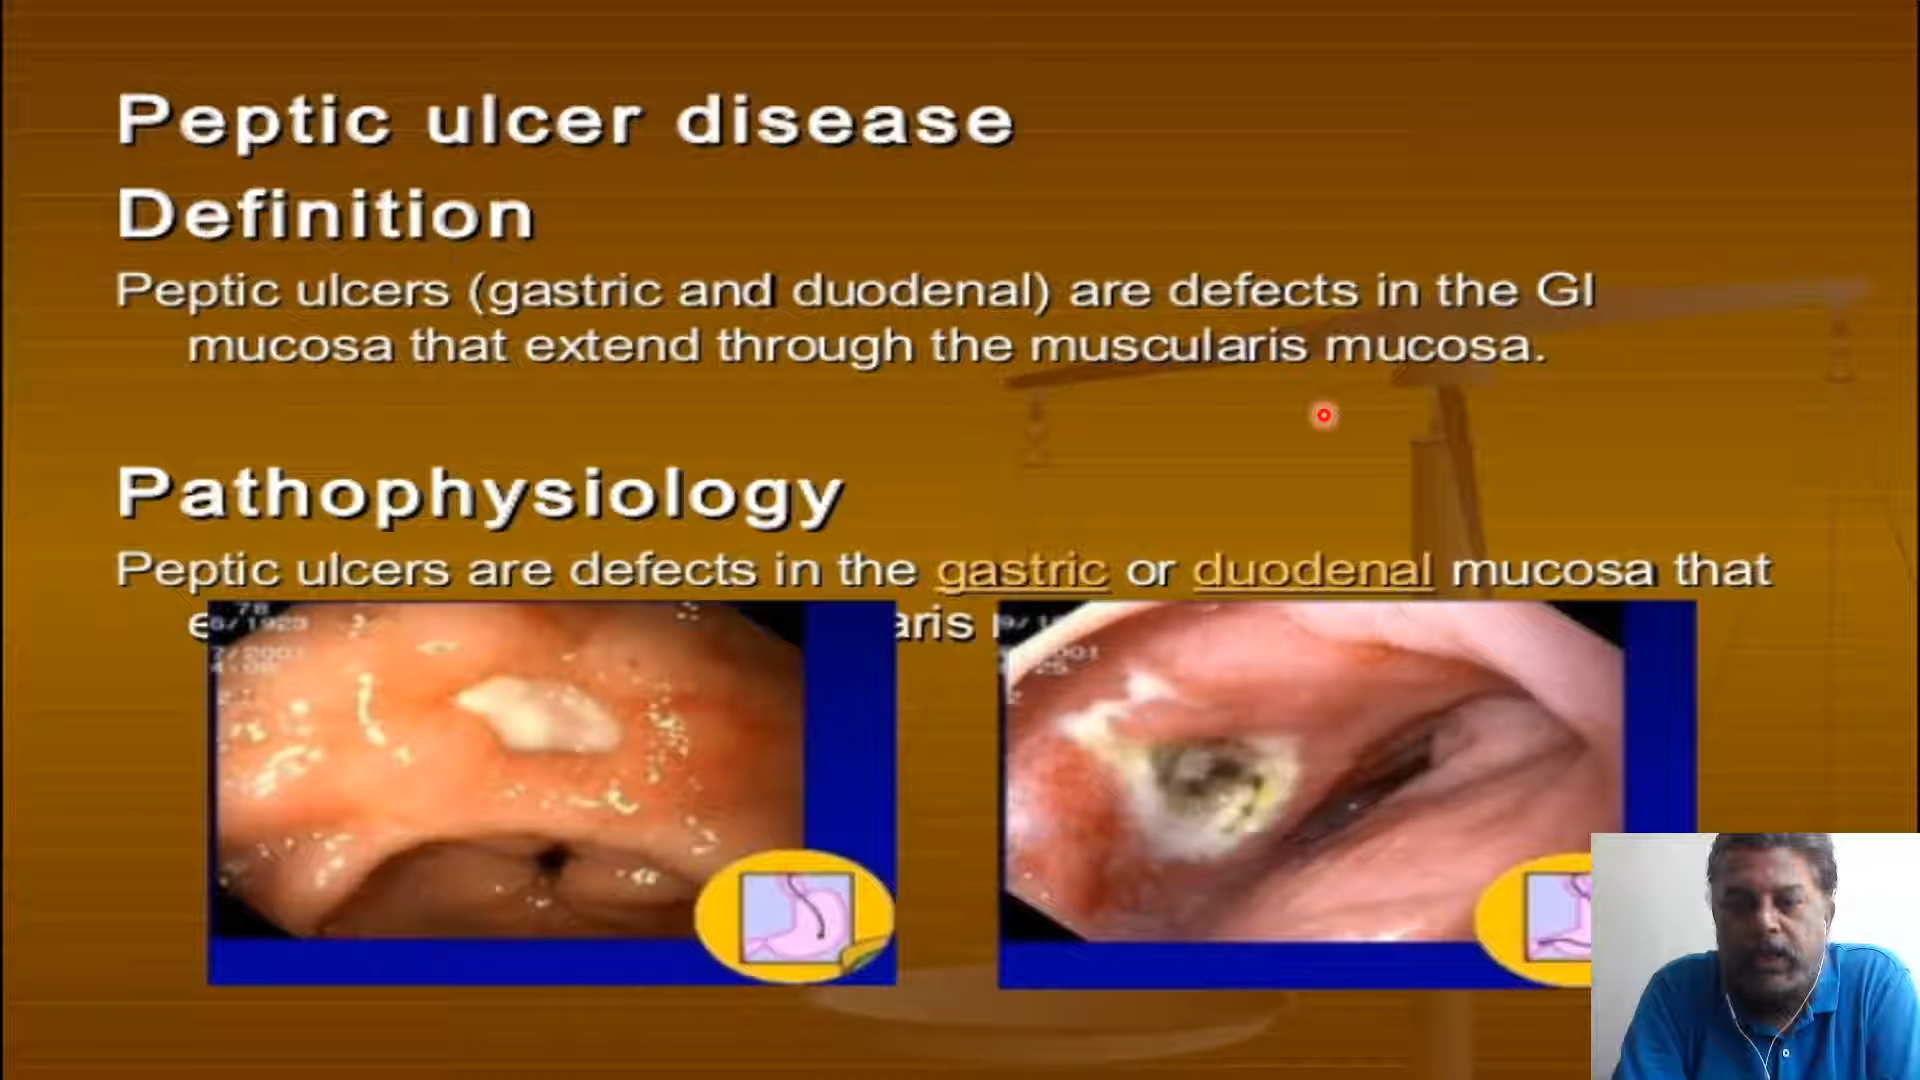 Peptic ulcer disease
Definition
Peptic ulcers (gastric and duodenal) are defects in the GI
mucosa that extend through the muscularis mucosa.
Pathophysiology
Peptic ulcers are defects in the gastric or duodenal mucosa that